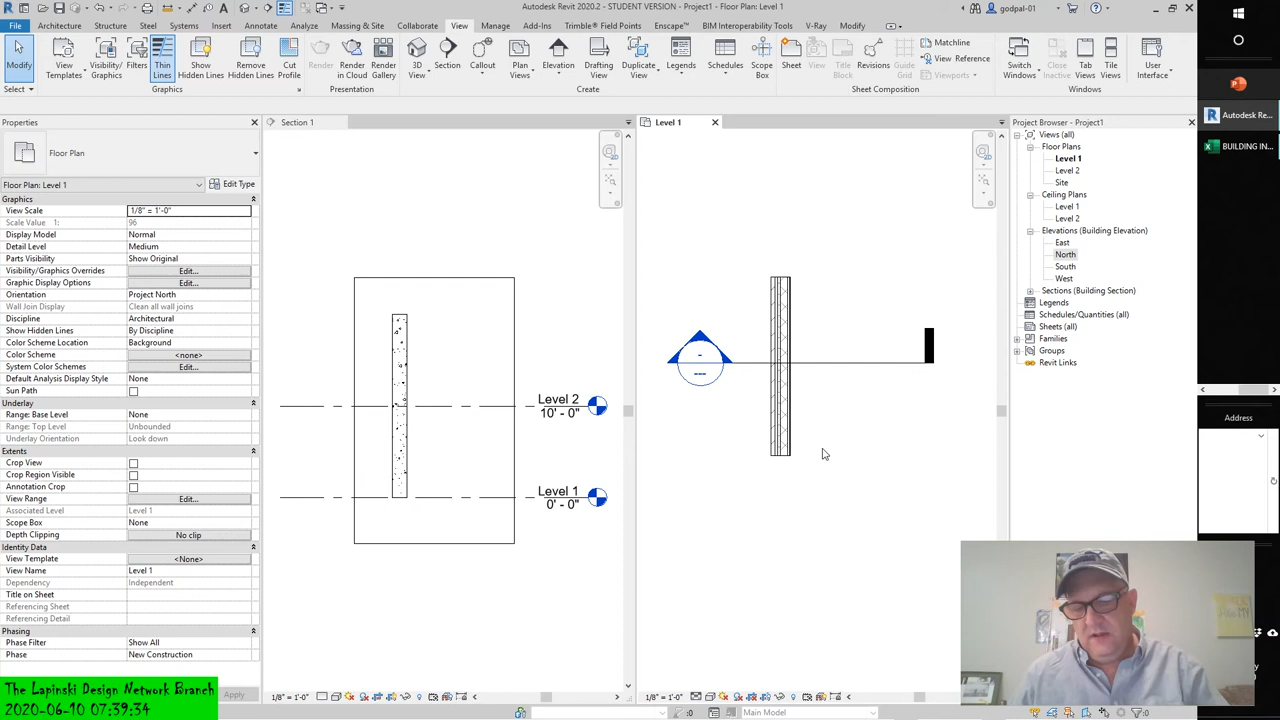 Autodesk Revit 2020.2 - STUDENT VERSION - Project1 - Floor Plan: Level 1
godpal-01
File Architecture Structure Steel Systems Insert Annotate Analyze Massing & Site Collaborate View Manage Add-Ins Trimble® Field Points Enscape™ BIM Interoperability Tools V-Ray Modify
Modify
View Templates
Visibility/ Graphics
Filters
Thin Lines
Show Hidden Lines
Remove Hidden Lines
Cut Profile
Render
Render in Cloud
Render Gallery
3D View
Section
Callout
Plan Views
Elevation
Drafting View
Duplicate View
Legends
Schedules
Scope Box
Sheet
View
Title Block
Revisions
Guide Grid
Matchline
View Reference
Viewports
Switch Windows
Close Inactive
Tab Views
Tile Views
User Interface
Select
Graphics
Presentation
Create
Sheet Composition
Windows
Properties
Floor Plan
Floor Plan: Level 1
Edit Type
Graphics
View Scale 1/8" = 1'-0"
Scale Value 1: 96
Display Model Normal
Detail Level Medium
Parts Visibility Show Original
Visibility/Graphics Overrides Edit...
Graphic Display Options Edit...
Orientation Project North
Wall Join Display Clean all wall joins
Discipline Architectural
Show Hidden Lines By Discipline
Color Scheme Location Background
Color Scheme <none>
System Color Schemes Edit...
Default Analysis Display Style None
Sun Path
Underlay
Range: Base Level None
Range: Top Level Unbounded
Underlay Orientation Look down
Extents
Crop View
Crop Region Visible
Annotation Crop
View Range Edit...
Associated Level Level 1
Scope Box None
Depth Clipping No clip
Identity Data
View Template <None>
View Name Level 1
Dependency Independent
Title on Sheet
Referencing Sheet
Referencing Detail
Phasing
Phase Filter Show All
Phase New Construction
Apply
The Lapinski Design Network Branch
2020-06-10 07:39:34
Section 1
Level 2
10' - 0"
Level 1
0' - 0"
1/8" = 1'-0"
Level 1
1/8" = 1'-0"
:0
Main Model
:0
Project Browser - Project1
Views (all)
Floor Plans
Level 1
Level 2
Site
Ceiling Plans
Level 1
Level 2
Elevations (Building Elevation)
East
North
South
West
Sections (Building Section)
Legends
Schedules/Quantities (all)
Sheets (all)
Families
Groups
Revit Links
Autodesk Re...
BUILDING IN...
Address